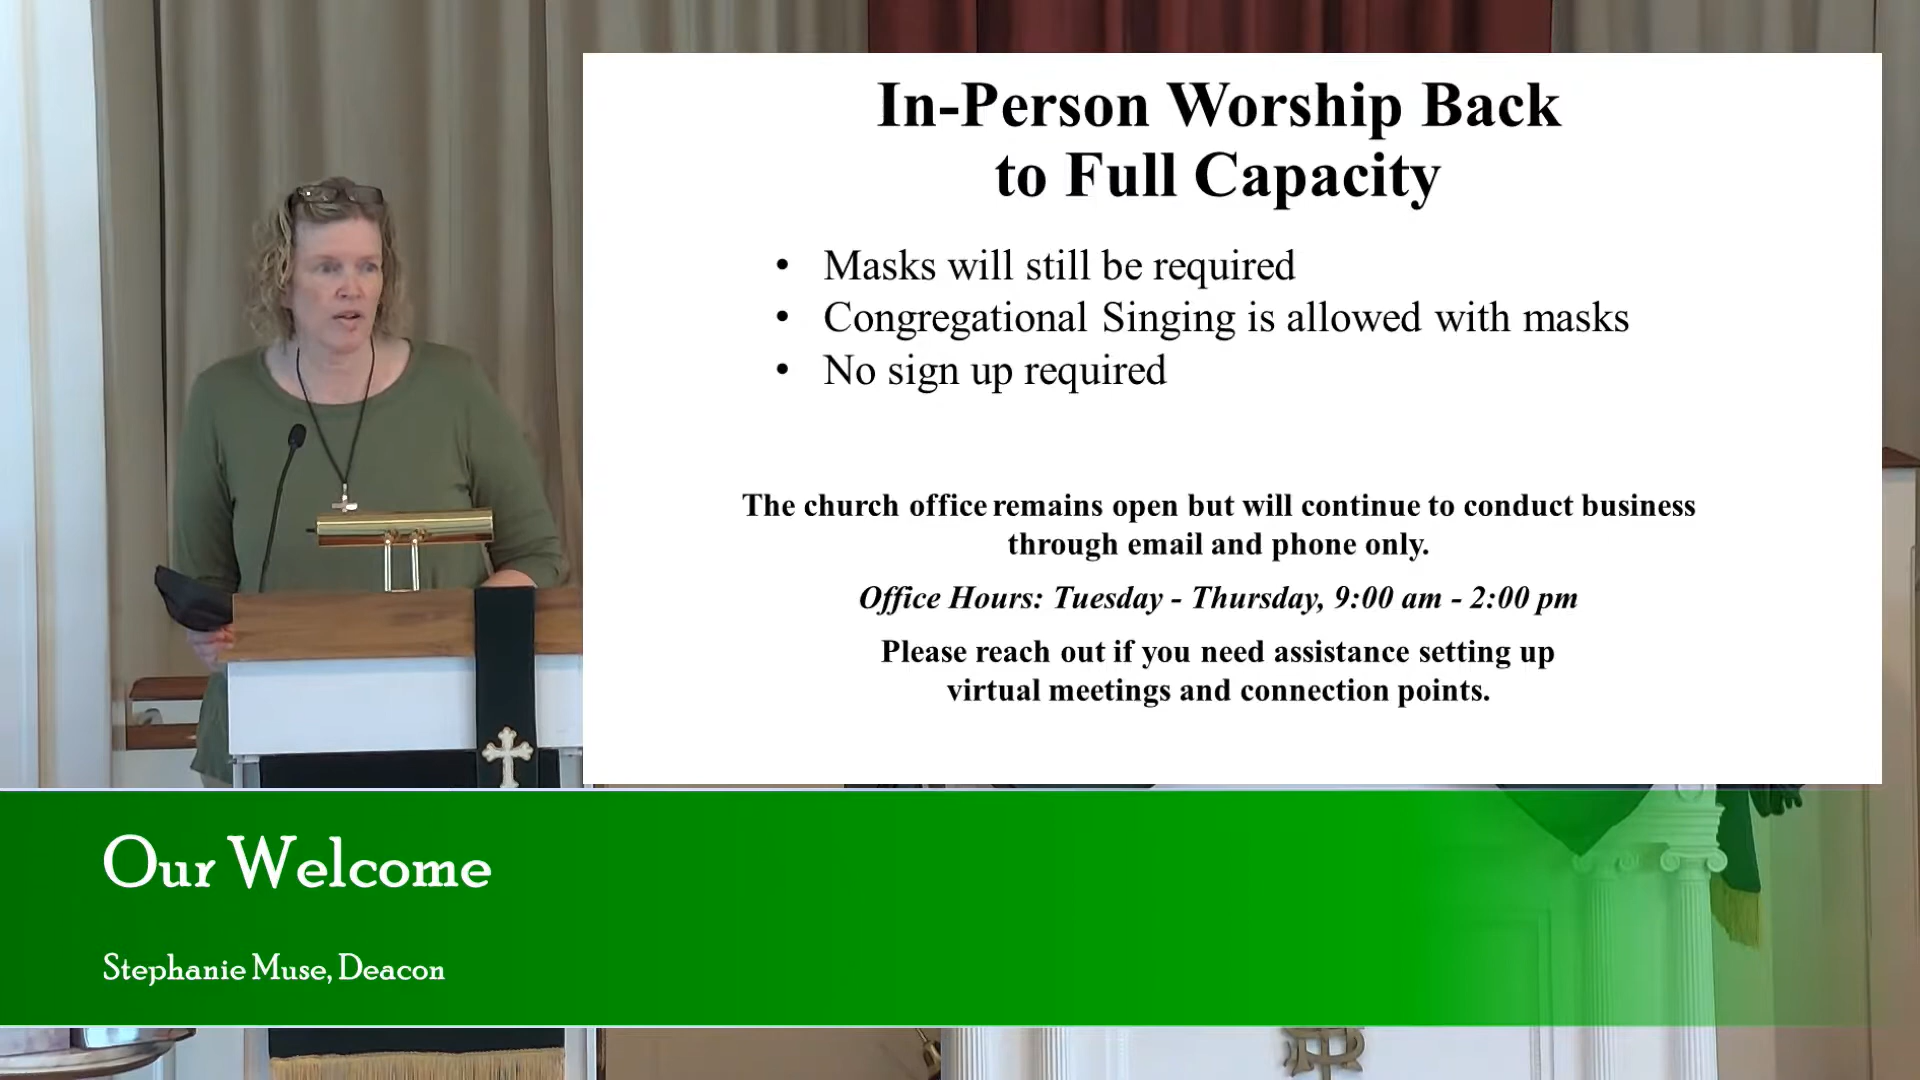 In-Person Worship Back
to Full Capacity
• Masks will still be required
• Congregational Singing is allowed with masks
• No sign up required
The church office remains open but will continue to conduct business
through email and phone only.
Office Hours: Tuesday - Thursday, 9:00 am - 2:00 pm
Please reach out if you need assistance setting up
virtual meetings and connection points.
Our Welcome
Stephanie Muse, Deacon